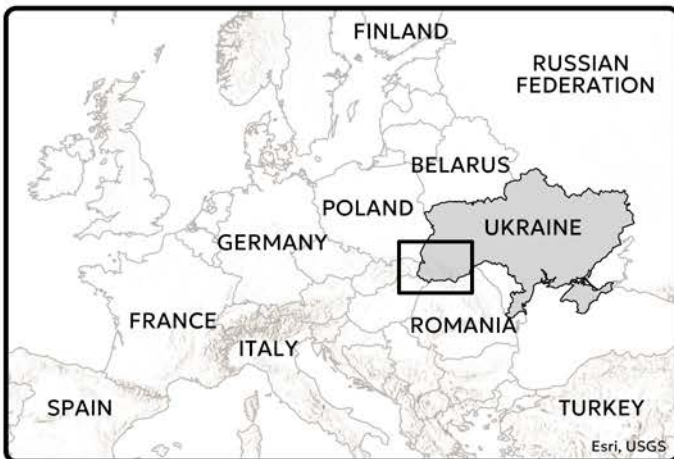 FINLAND
RUSSIAN
FEDERATION
BELARUS
POLAND
UKRAINE
GERMANY
FRANCE
ROMANIA
ITALY
SPAIN
TURKEY
Esri, USGS